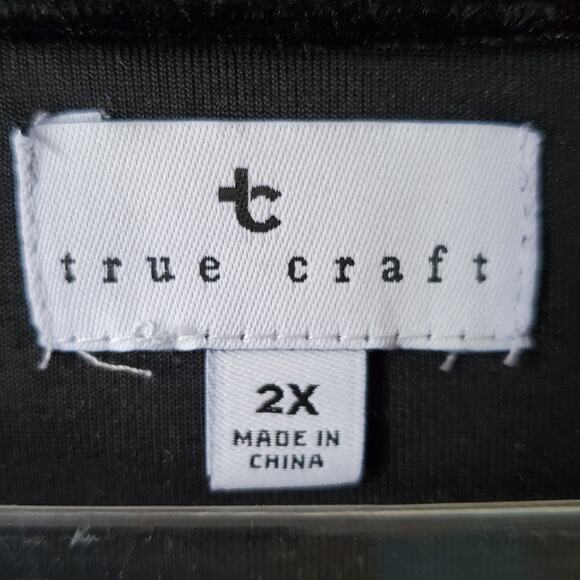 tc
true craft
2X
MADE IN
CHINA